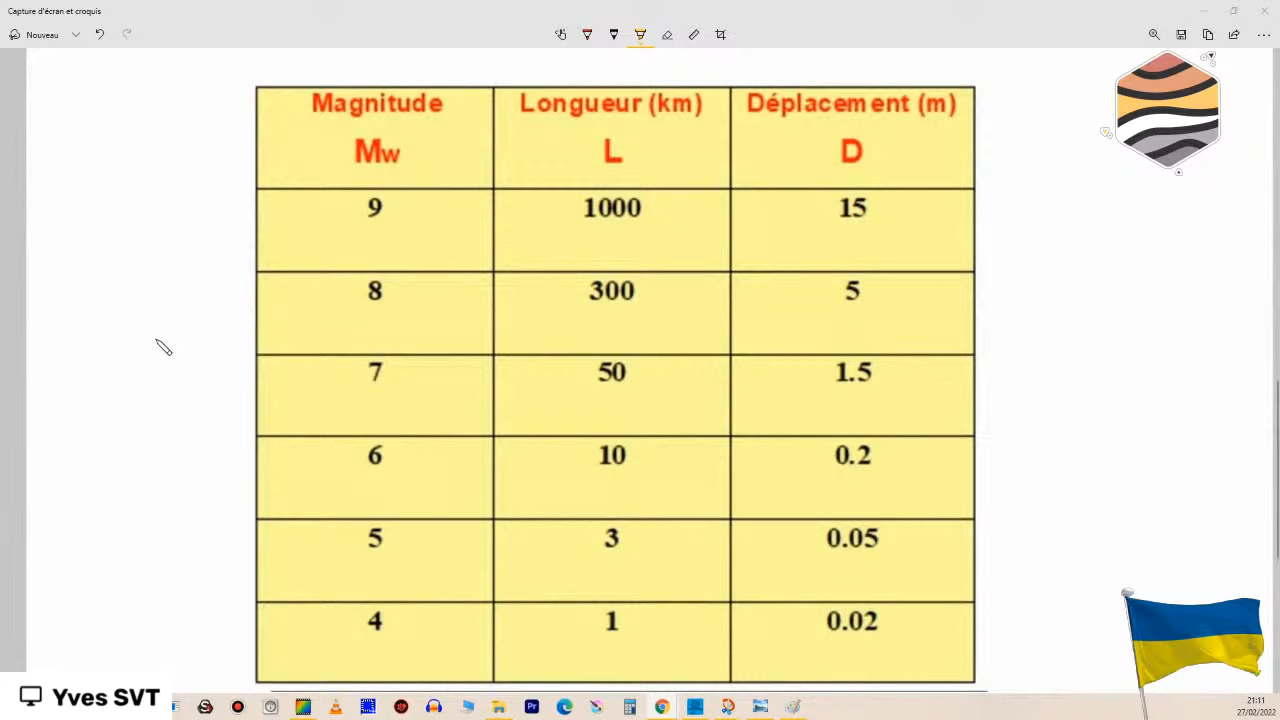 Capture d'écran et croquis
Nouveau
Magnitude Longueur (km) Déplacement (m)
Mw L D
9 1000 15
8 300 5
7 50 1.5
6 10 0.2
5 3 0.05
4 1 0.02
Yves SVT
21:11
27/02/2022